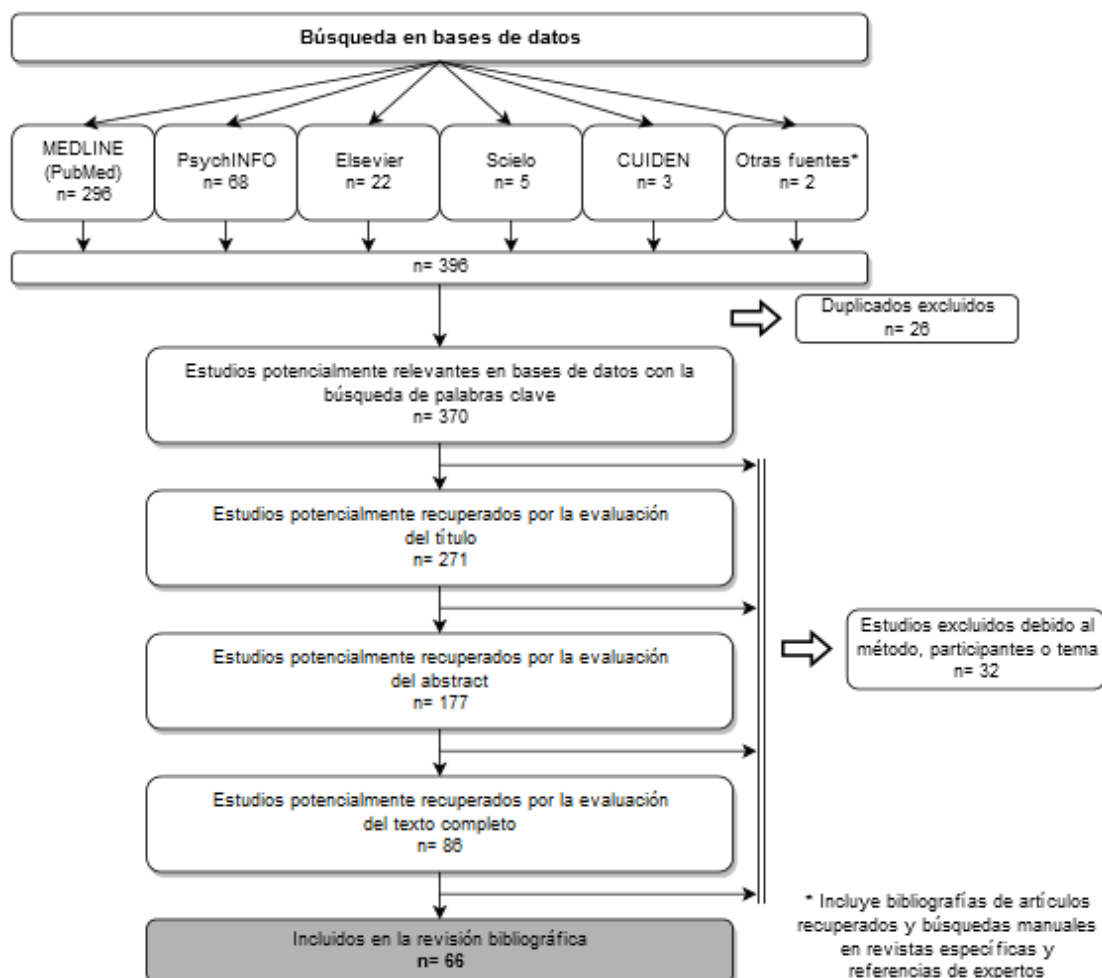 Búsqueda en bases de datos
MEDLINE
(PubMed)
n= 296
PsychINFO
n= 68
Elsevier
n= 22
Scielo
n= 5
CUIDEN
n= 3
Otras fuentes*
n= 2
n= 396
Duplicados excluidos
n= 26
Estudios potencialmente relevantes en bases de datos con la
búsqueda de palabras clave
n= 370
Estudios potencialmente recuperados por la evaluación
del título
n= 271
Estudios potencialmente recuperados por la evaluación
del abstract
n= 177
Estudios excluidos debido al
método, participantes o tema
n= 32
Estudios potencialmente recuperados por la evaluación
del texto completo
n= 86
Incluidos en la revisión bibliográfica
n= 66
* Incluye bibliografías de artículos
recuperados y búsquedas manuales
en revistas específicas y
referencias de expertos